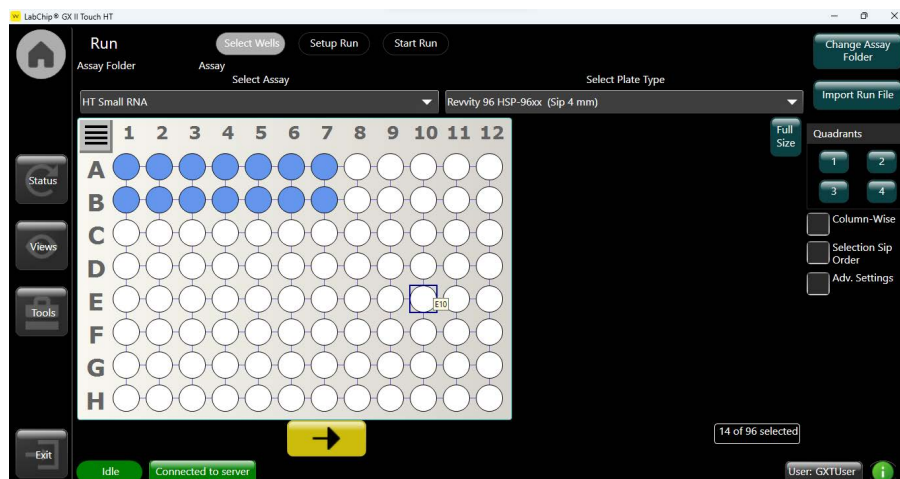 LabChip® GX II Touch HT
Run
Select Wells
Setup Run
Start Run
Change Assay
Folder
Assay Folder
Assay
Select Assay
Select Plate Type
HT Small RNA
Revvity 96 HSP-96xx (Sip 4 mm)
Import Run File
1 2 3 4 5 6 7 8 9 10 11 12
Full
Size
Quadrants
A
1 2
Status
B
3 4
C
Column-Wise
Views
D
Selection Sip
Order
Adv. Settings
E
E10
Tools
F
G
H
14 of 96 selected
Exit
Idle
Connected to server
User: GXTUser
i